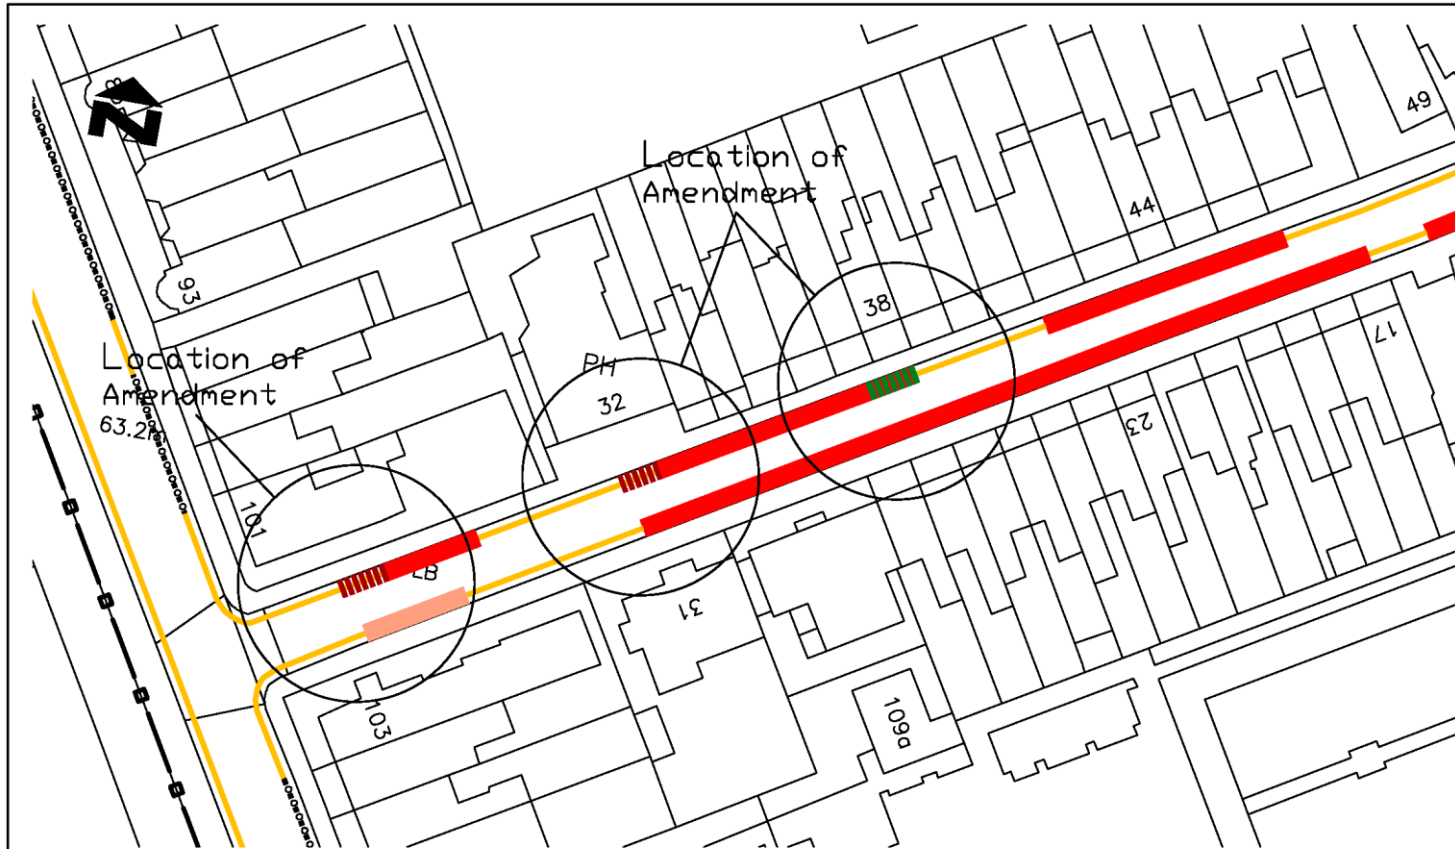 49
Location of
Amendment
44
93
38
17
Location of
Amendment
PH
32
63.2m
23
101
LB
31
103
109a
N